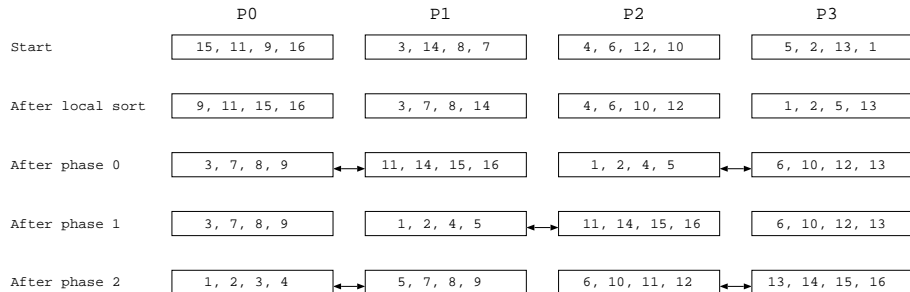 P0 P1 P2 P3
Start 15, 11, 9, 16 3, 14, 8, 7 4, 6, 12, 10 5, 2, 13, 1
After local sort 9, 11, 15, 16 3, 7, 8, 14 4, 6, 10, 12 1, 2, 5, 13
After phase 0 3, 7, 8, 9 11, 14, 15, 16 1, 2, 4, 5 6, 10, 12, 13
After phase 1 3, 7, 8, 9 1, 2, 4, 5 11, 14, 15, 16 6, 10, 12, 13
After phase 2 1, 2, 3, 4 5, 7, 8, 9 6, 10, 11, 12 13, 14, 15, 16